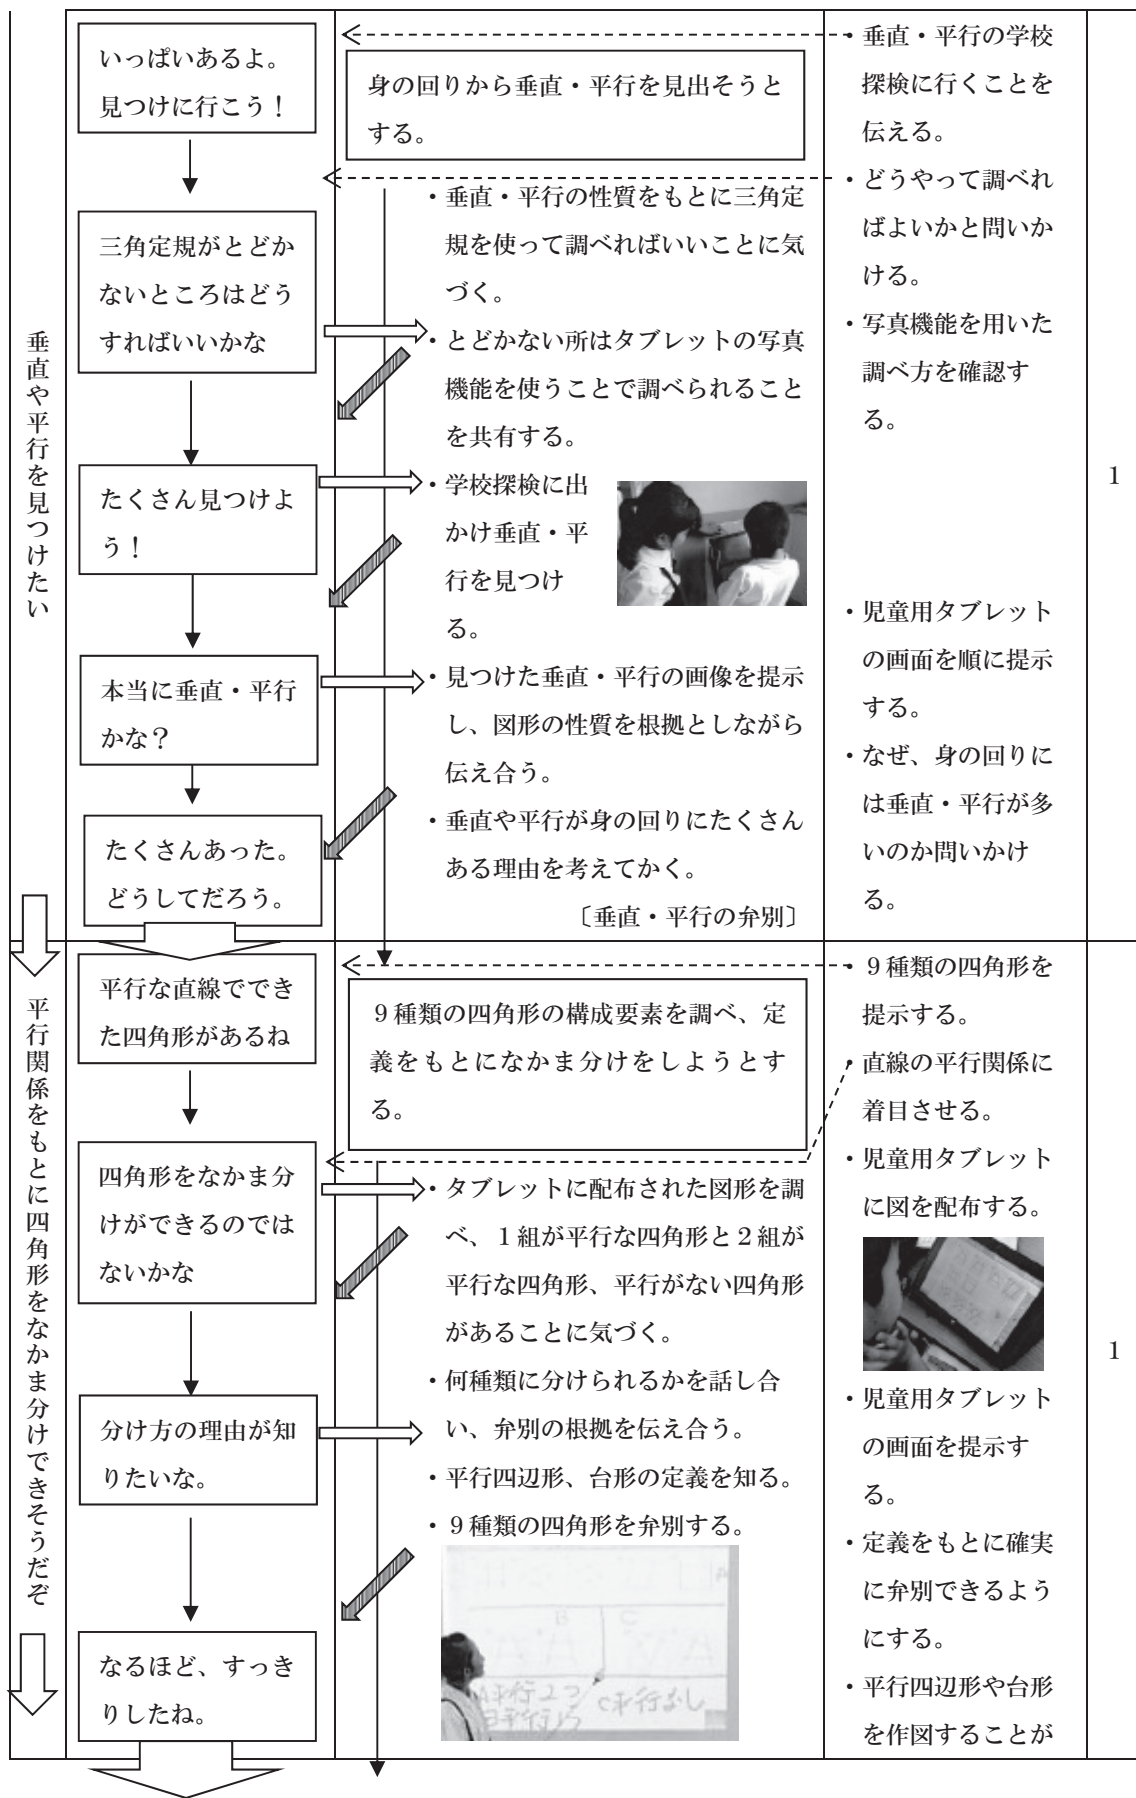 垂直や平行を見つけたい
いっぱいあるよ。
見つけに行こう！
三角定規がとどか
ないところはどう
すればいいかな
たくさん見つけよ
う！
本当に垂直・平行
かな？
たくさんあった。
どうしてだろう。
身の回りから垂直・平行を見出そうと
する。
・垂直・平行の性質をもとに三角定
規を使って調べればいいことに気
づく。
・とどかない所はタブレットの写真
機能を使うことで調べられること
を共有する。
・学校探検に出
かけ垂直・平
行を見つけ
る。
・見つけた垂直・平行の画像を提示
し、図形の性質を根拠としながら
伝え合う。
・垂直や平行が身の回りにたくさん
ある理由を考えてかく。
〔垂直・平行の弁別〕
・垂直・平行の学校
探検に行くことを
伝える。
・どうやって調べれ
ばよいかと問いか
ける。
・写真機能を用いた
調べ方を確認す
る。
・児童用タブレット
の画面を順に提示
する。
・なぜ、身の回りに
は垂直・平行が多
いのか問いかけ
る。
1
平行関係をもとに四角形をなかま分けできそうだぞ
平行な直線ででき
た四角形があるね
四角形をなかま分
けができるのでは
ないかな
分け方の理由が知
りたいな。
なるほど、すっき
りしたね。
９種類の四角形の構成要素を調べ、定
義をもとになかま分けをしようとす
る。
・タブレットに配布された図形を調
べ、１組が平行な四角形と２組が
平行な四角形、平行がない四角形
があることに気づく。
・何種類に分けられるかを話し合
い、弁別の根拠を伝え合う。
・平行四辺形、台形の定義を知る。
・９種類の四角形を弁別する。
B C
A平行2つ
C平行なし
・９種類の四角形を
提示する。
・直線の平行関係に
着目させる。
・児童用タブレット
に図を配布する。
・児童用タブレット
の画面を提示す
る。
・定義をもとに確実
に弁別できるよう
にする。
・平行四辺形や台形
を作図することが
1